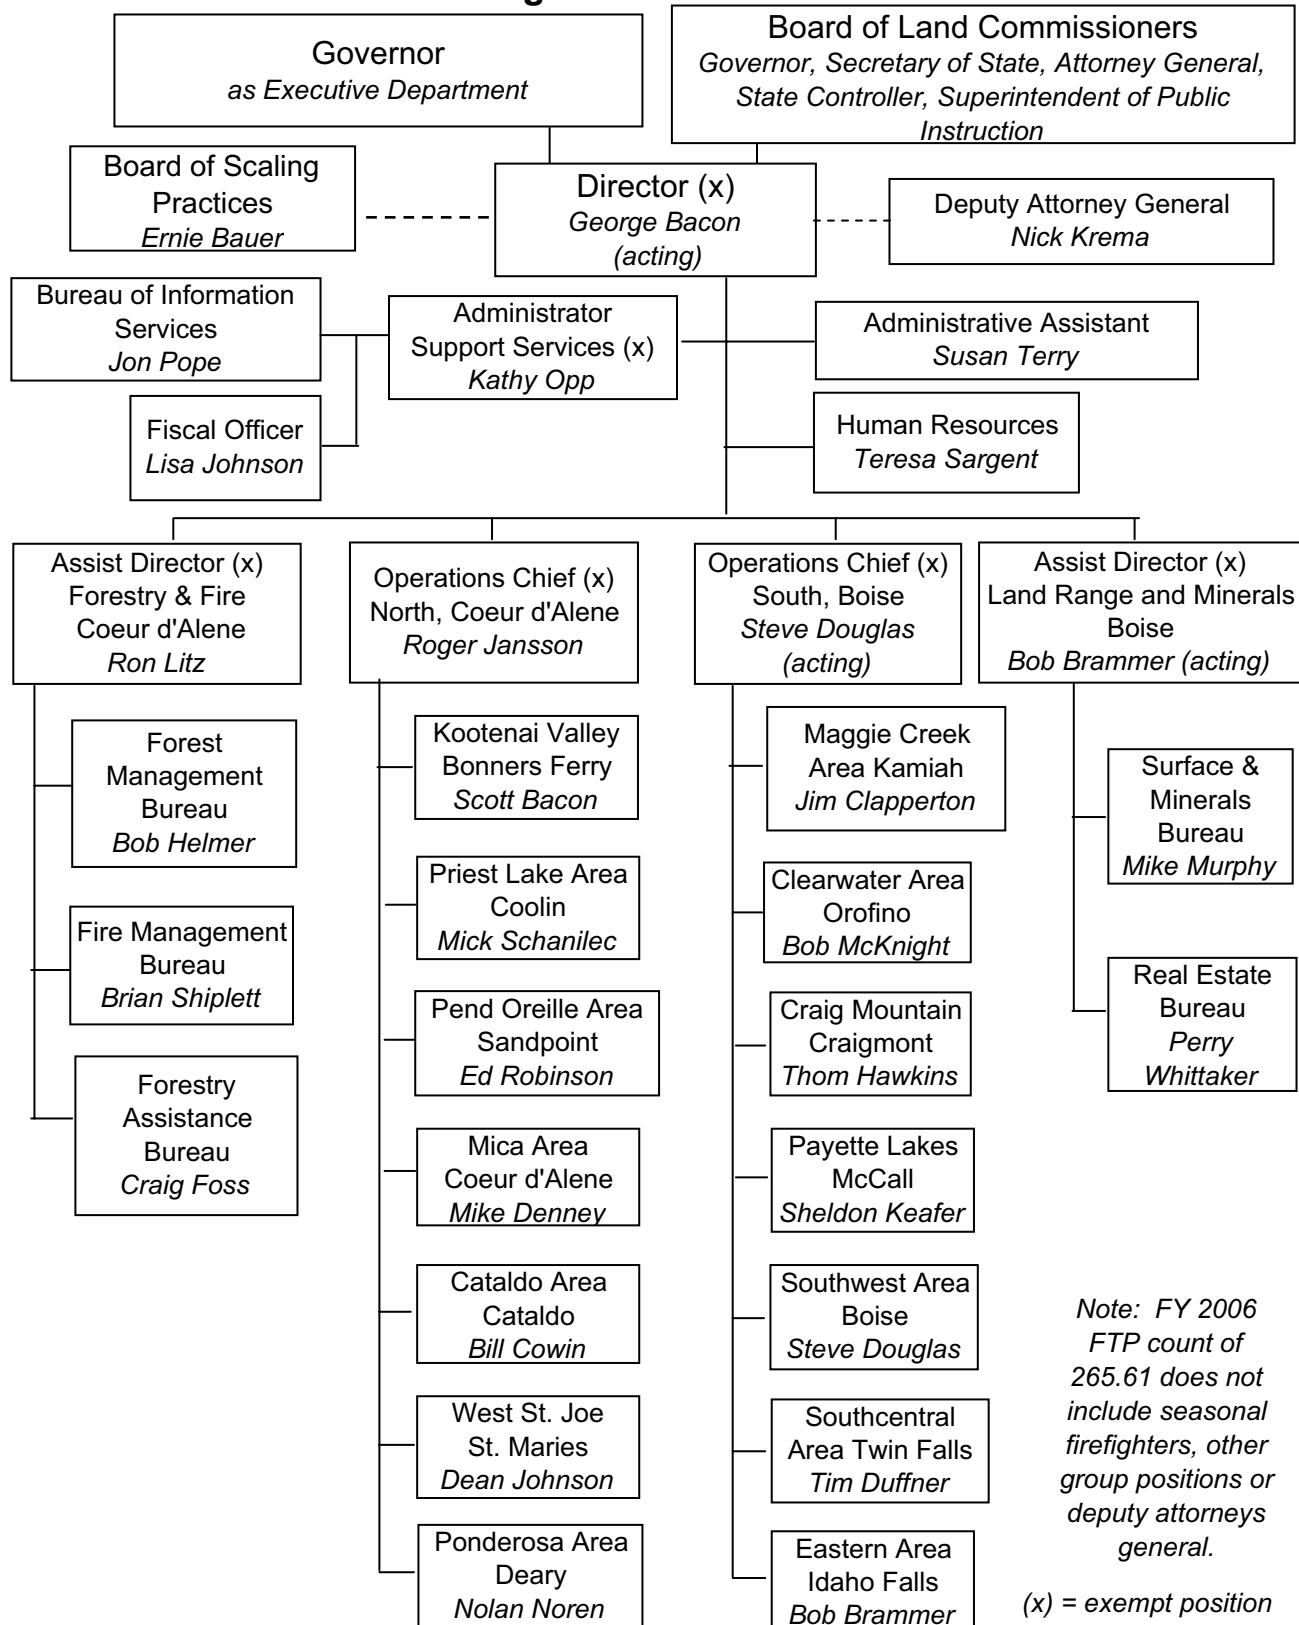 Governor
as Executive Department
Board of Land Commissioners
Governor, Secretary of State, Attorney General,
State Controller, Superintendent of Public
Instruction
Board of Scaling
Practices
Ernie Bauer
Director (x)
George Bacon
(acting)
Deputy Attorney General
Nick Krema
Bureau of Information
Services
Jon Pope
Administrator
Support Services (x)
Kathy Opp
Administrative Assistant
Susan Terry
Fiscal Officer
Lisa Johnson
Human Resources
Teresa Sargent
Assist Director (x)
Forestry & Fire
Coeur d'Alene
Ron Litz
Operations Chief (x)
North, Coeur d'Alene
Roger Jansson
Operations Chief (x)
South, Boise
Steve Douglas
(acting)
Assist Director (x)
Land Range and Minerals
Boise
Bob Brammer (acting)
Forest
Management
Bureau
Bob Helmer
Fire Management
Bureau
Brian Shiplett
Forestry
Assistance
Bureau
Craig Foss
Kootenai Valley
Bonners Ferry
Scott Bacon
Priest Lake Area
Coolin
Mick Schanilec
Pend Oreille Area
Sandpoint
Ed Robinson
Mica Area
Coeur d'Alene
Mike Denney
Cataldo Area
Cataldo
Bill Cowin
West St. Joe
St. Maries
Dean Johnson
Ponderosa Area
Deary
Nolan Noren
Maggie Creek
Area Kamiah
Jim Clapperton
Clearwater Area
Orofino
Bob McKnight
Craig Mountain
Craigmont
Thom Hawkins
Payette Lakes
McCall
Sheldon Keafer
Southwest Area
Boise
Steve Douglas
Southcentral
Area Twin Falls
Tim Duffner
Eastern Area
Idaho Falls
Bob Brammer
Surface &
Minerals
Bureau
Mike Murphy
Real Estate
Bureau
Perry
Whittaker
Note:  FY 2006
FTP count of
265.61 does not
include seasonal
firefighters, other
group positions or
deputy attorneys
general.
(x) = exempt position